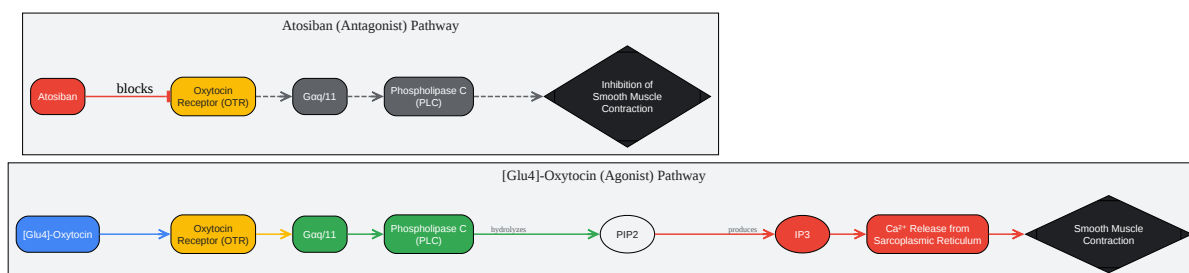 Atosiban (Antagonist) Pathway
Atosiban
blocks
Oxytocin
Receptor (OTR)
Gαq/11
Phospholipase C
(PLC)
Inhibition of
Smooth Muscle
Contraction
[Glu4]-Oxytocin (Agonist) Pathway
[Glu4]-Oxytocin
Oxytocin
Receptor (OTR)
Gαq/11
Phospholipase C
(PLC)
hydrolyzes
PIP2
produces
IP3
Ca²⁺ Release from
Sarcoplasmic Reticulum
Smooth Muscle
Contraction